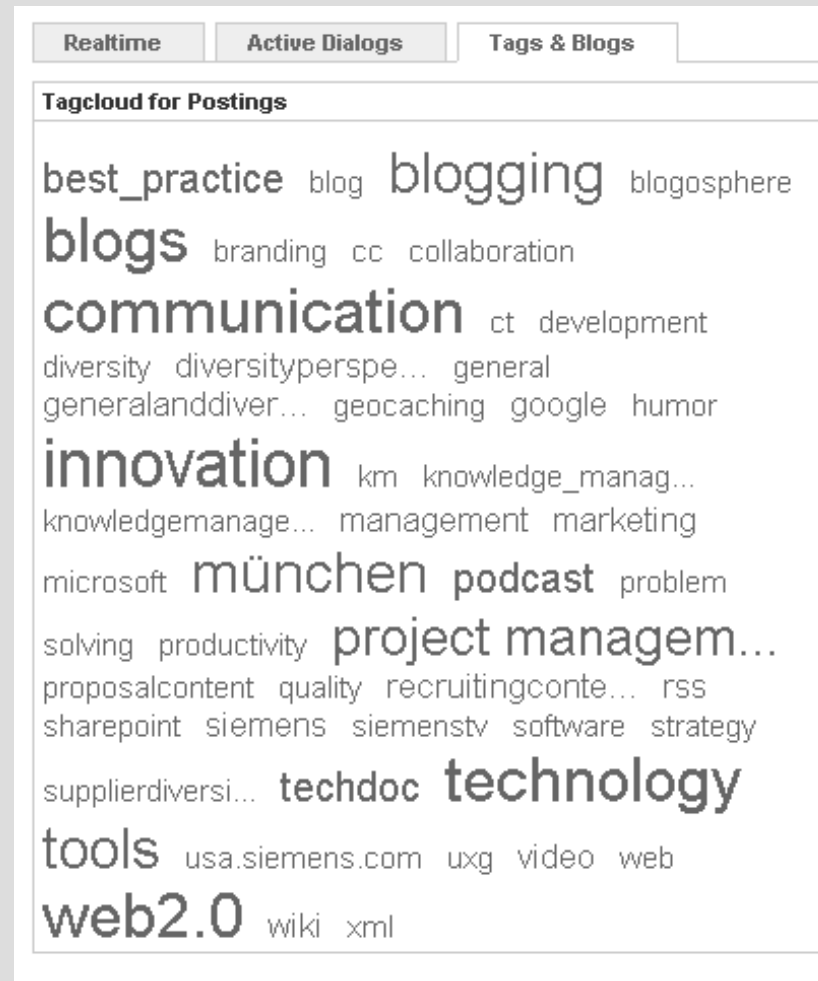 Realtime Active Dialogs Tags & Blogs
Tagcloud for Postings
best_practice blog blogging blogosphere
blogs branding cc collaboration
communication ct development
diversity diversityperspe... general
generalanddiver... geocaching google humor
innovation km knowledge_manag...
knowledgemanage... management marketing
microsoft münchen podcast problem
solving productivity project managem...
proposalcontent quality recruitingconte... rss
sharepoint siemens siemenstv software strategy
supplierdiversi... techdoc technology
tools usa.siemens.com uxg video web
web2.0 wiki xml